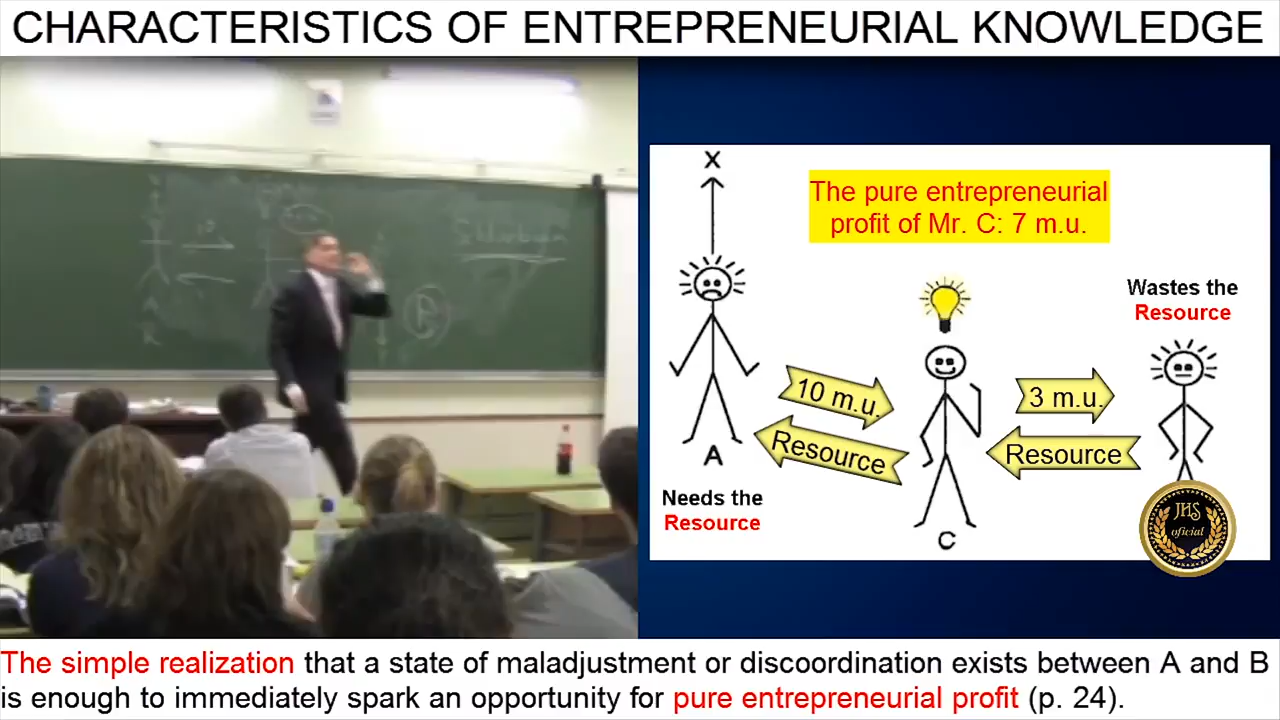 CHARACTERISTICS OF ENTREPRENEURIAL KNOWLEDGE
X
The pure entrepreneurial
profit of Mr. C: 7 m.u.
Wastes the
Resource
10 m.u.
3 m.u.
Resource
Resource
A
Needs the
Resource
C
JHS
oficial
The simple realization that a state of maladjustment or discoordination exists between A and B
is enough to immediately spark an opportunity for pure entrepreneurial profit (p. 24).